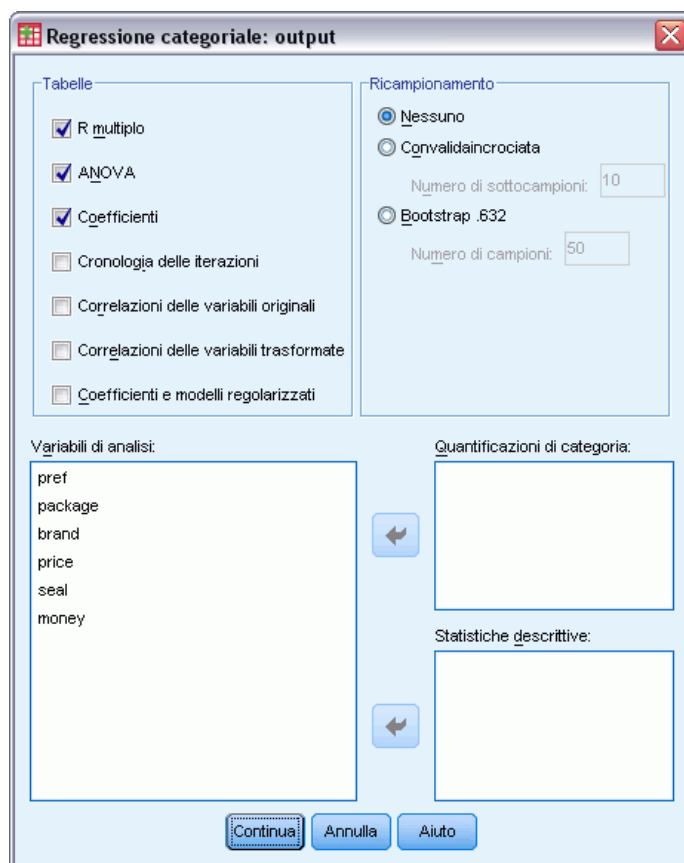 Regressione categoriale: output
Tabelle
R multiplo
ANOVA
Coefficienti
Cronologia delle iterazioni
Correlazioni delle variabili originali
Correlazioni delle variabili trasformate
Coefficienti e modelli regolarizzati
Ricampionamento
Nessuno
Convalidaincrociata
Numero di sottocampioni: 10
Bootstrap .632
Numero di campioni: 50
Variabili di analisi:
pref
package
brand
price
seal
money
Quantificazioni di categoria:
Statistiche descrittive:
Continua Annulla Aiuto